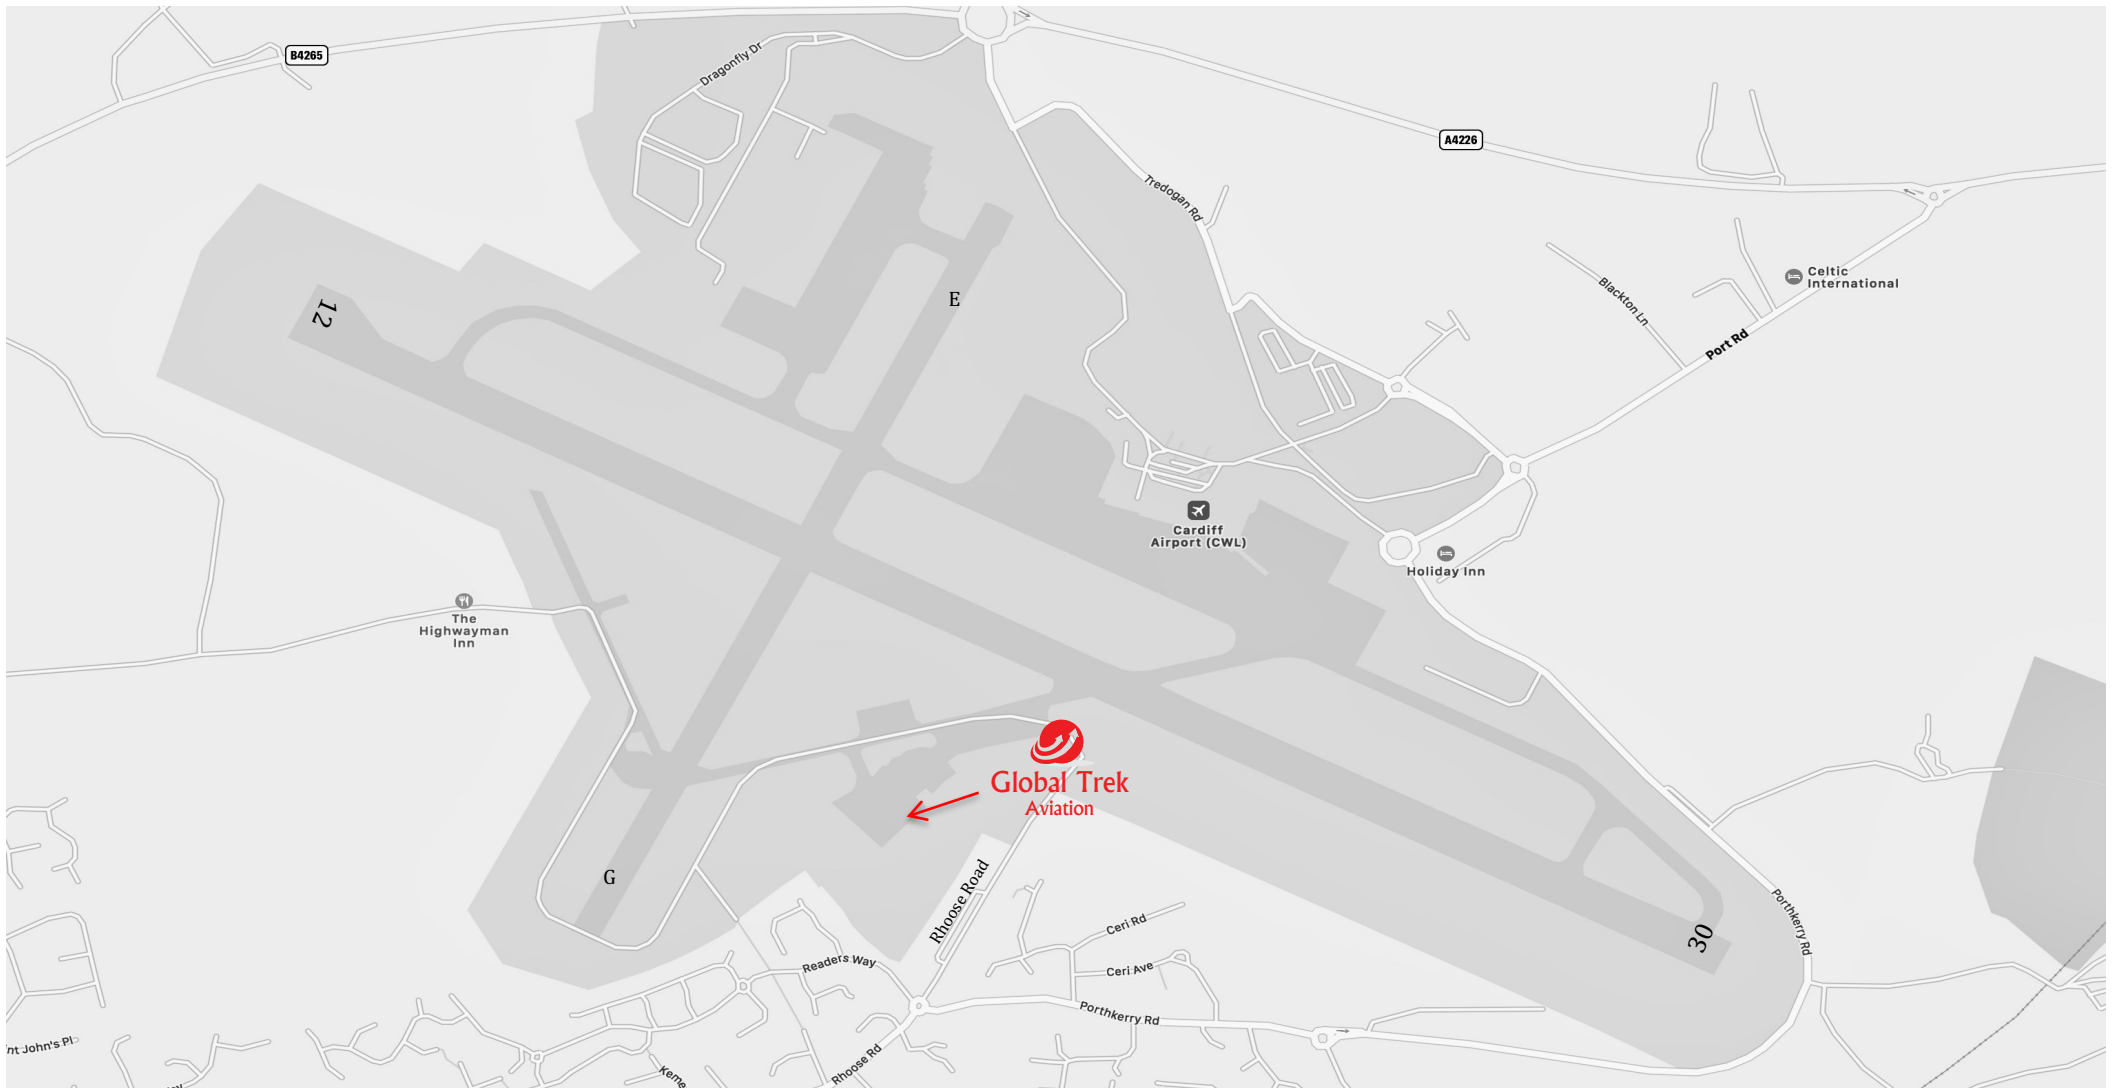 B4265
Dragonfly Dr
A4226
Tredogan Rd
Celtic
International
Blackton Ln
Port Rd
12
E
Cardiff
Airport (CWL)
Holiday Inn
The
Highwayman
Inn
Global Trek
Aviation
G
Rhoose Road
30
Porthkerry Rd
Ceri Rd
Readers Way
Ceri Ave
Porthkerry Rd
nt John's Pl
Rhoose Rd
Keme